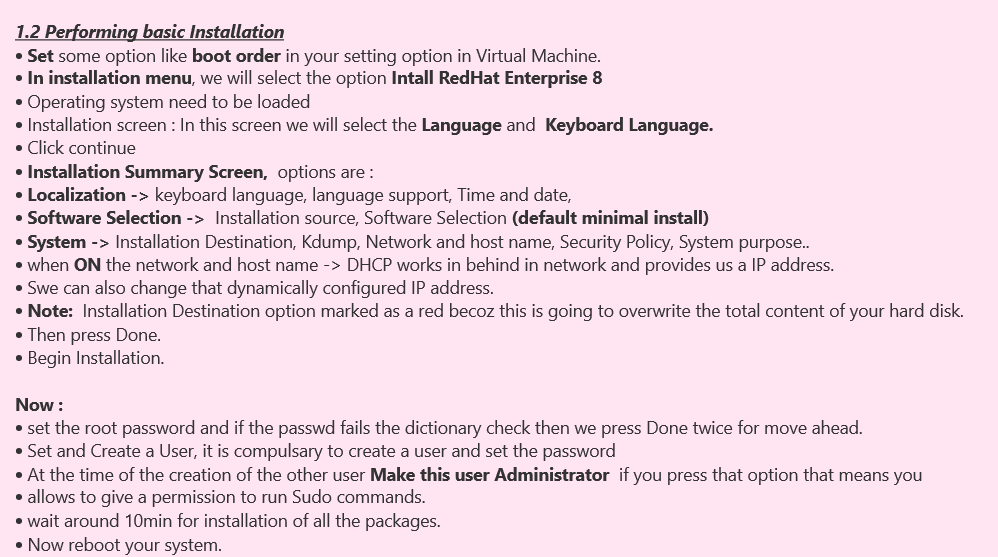 1.2 Performing basic Installation
• Set some option like boot order in your setting option in Virtual Machine.
• In installation menu, we will select the option Intall RedHat Enterprise 8
• Operating system need to be loaded
• Installation screen : In this screen we will select the Language and  Keyboard Language.
• Click continue
• Installation Summary Screen,  options are :
• Localization -> keyboard language, language support, Time and date,
• Software Selection ->  Installation source, Software Selection (default minimal install)
• System -> Installation Destination, Kdump, Network and host name, Security Policy, System purpose..
• when ON the network and host name -> DHCP works in behind in network and provides us a IP address.
• Swe can also change that dynamically configured IP address.
• Note:  Installation Destination option marked as a red becoz this is going to overwrite the total content of your hard disk.
• Then press Done.
• Begin Installation.
Now :
• set the root password and if the passwd fails the dictionary check then we press Done twice for move ahead.
• Set and Create a User, it is compulsary to create a user and set the password
• At the time of the creation of the other user Make this user Administrator  if you press that option that means you
• allows to give a permission to run Sudo commands.
• wait around 10min for installation of all the packages.
• Now reboot your system.